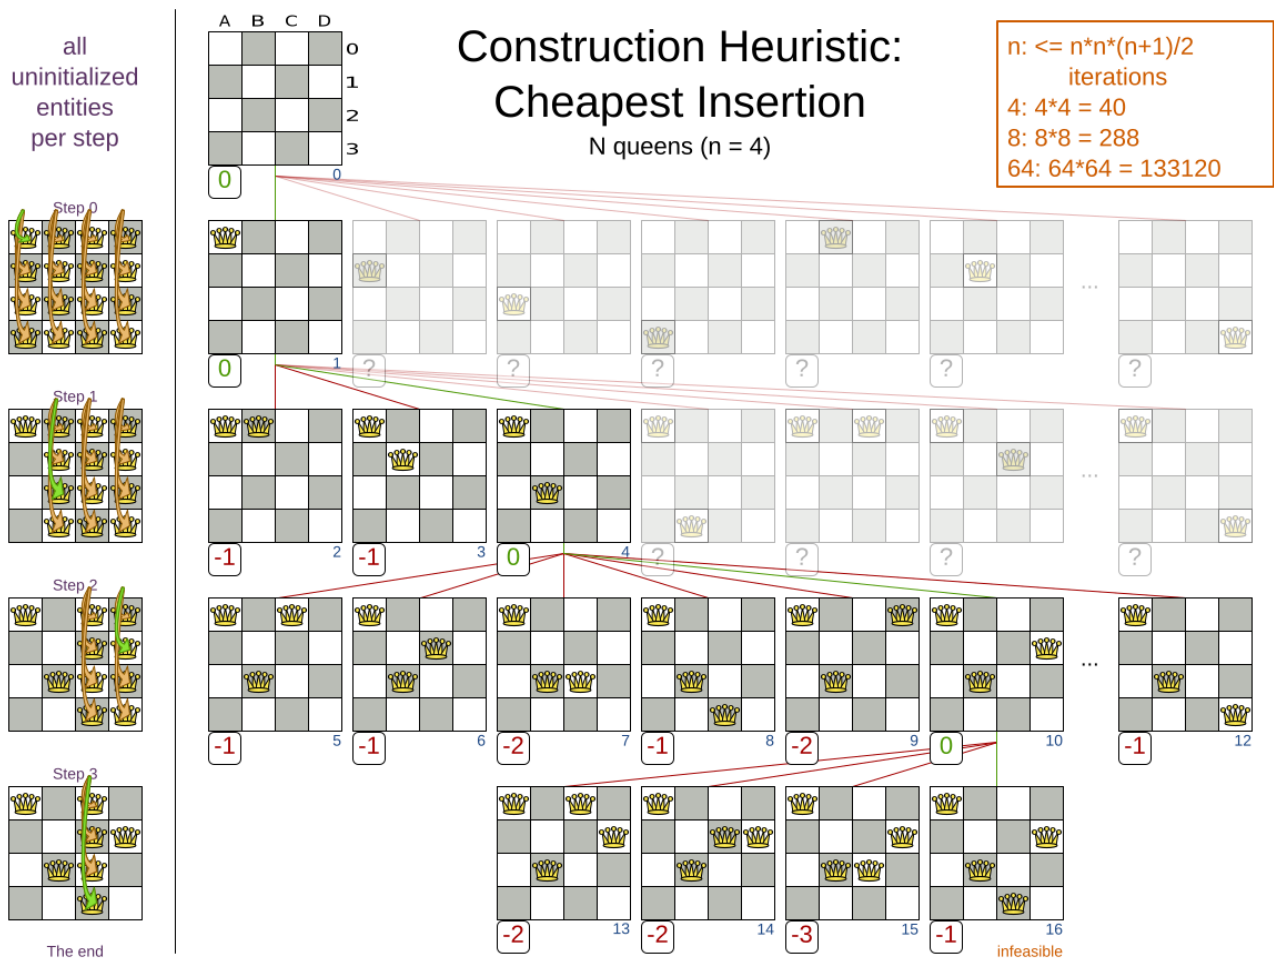 all
uninitialized
entities
per step
A B C D
0
1
2
3
Construction Heuristic:
Cheapest Insertion
N queens (n = 4)
n: <= n*n*(n+1)/2
iterations
4: 4*4 = 40
8: 8*8 = 288
64: 64*64 = 133120
0 0
Step 0
0 1 ? ? ? ? ? ... ?
Step 1
-1 2 -1 3 0 4 ? ? ? ... ?
Step 2
-1 5 -1 6 -2 7 -1 8 -2 9 0 10 ... -1 12
Step 3
-2 13 -2 14 -3 15 -1 16
The end
infeasible